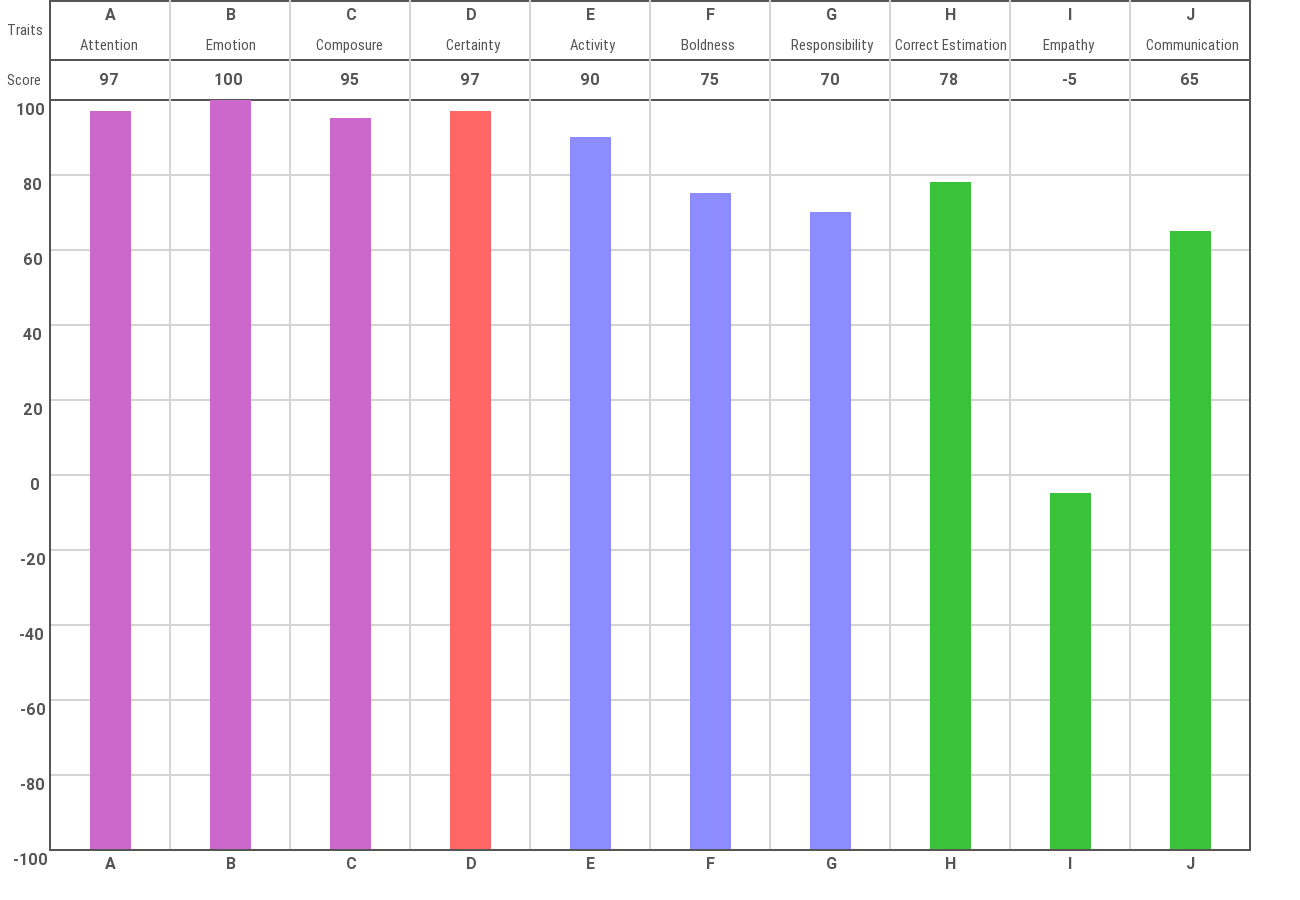 Traits
A B C D E F G H I J
Attention Emotion Composure Certainty Activity Boldness Responsibility Correct Estimation Empathy Communication
Score 97 100 95 97 90 75 70 78 -5 65
100
80
60
40
20
0
-20
-40
-60
-80
-100
A B C D E F G H I J